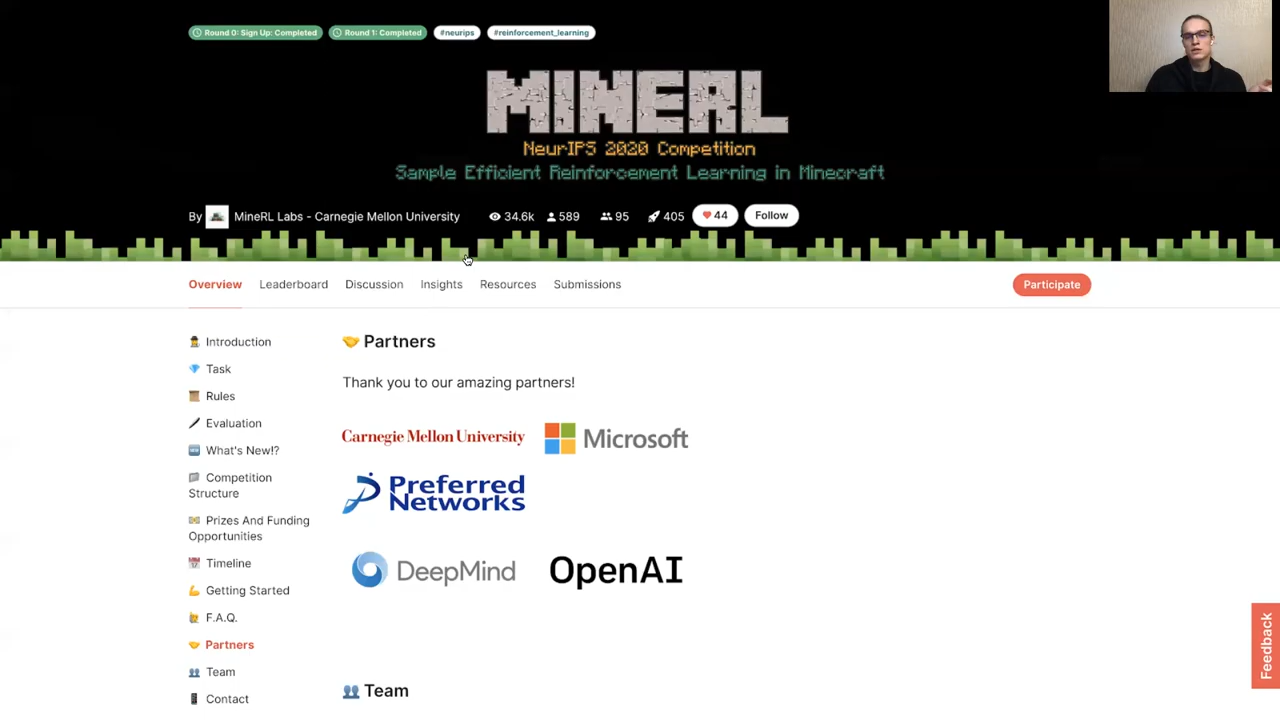 Round 0: Sign Up: Completed
Round 1: Completed
#neurips
#reinforcement_learning
MINERL
NeurIPS 2020 Competition
Sample Efficient Reinforcement Learning in Minecraft
By MineRL Labs - Carnegie Mellon University 34.6k 589 95 405 44 Follow
Overview Leaderboard Discussion Insights Resources Submissions Participate
Introduction
Task
Rules
Evaluation
What's New!?
Competition
Structure
Prizes And Funding
Opportunities
Timeline
Getting Started
F.A.Q.
Partners
Team
Contact
Partners
Thank you to our amazing partners!
Carnegie Mellon University
Microsoft
Preferred
Networks
DeepMind
OpenAI
Team
Feedback